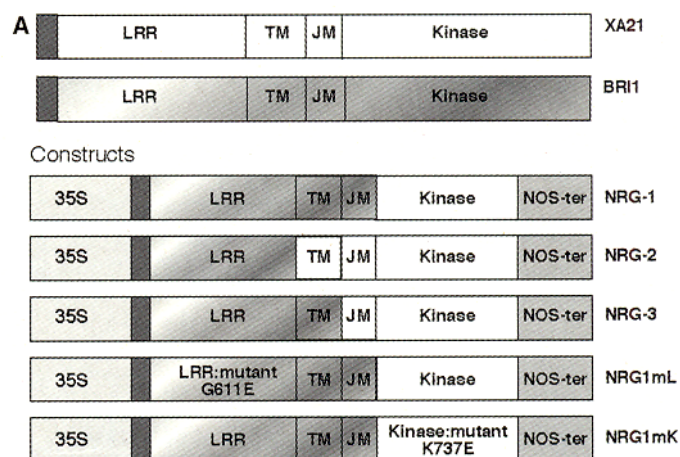 A
LRR TM JM Kinase XA21
LRR TM JM Kinase BRI1
Constructs
35S LRR TM JM Kinase NOS-ter NRG-1
35S LRR TM JM Kinase NOS-ter NRG-2
35S LRR TM JM Kinase NOS-ter NRG-3
35S LRR:mutant G611E TM JM Kinase NOS-ter NRG1mL
35S LRR TM JM Kinase:mutant K737E NOS-ter NRG1mK